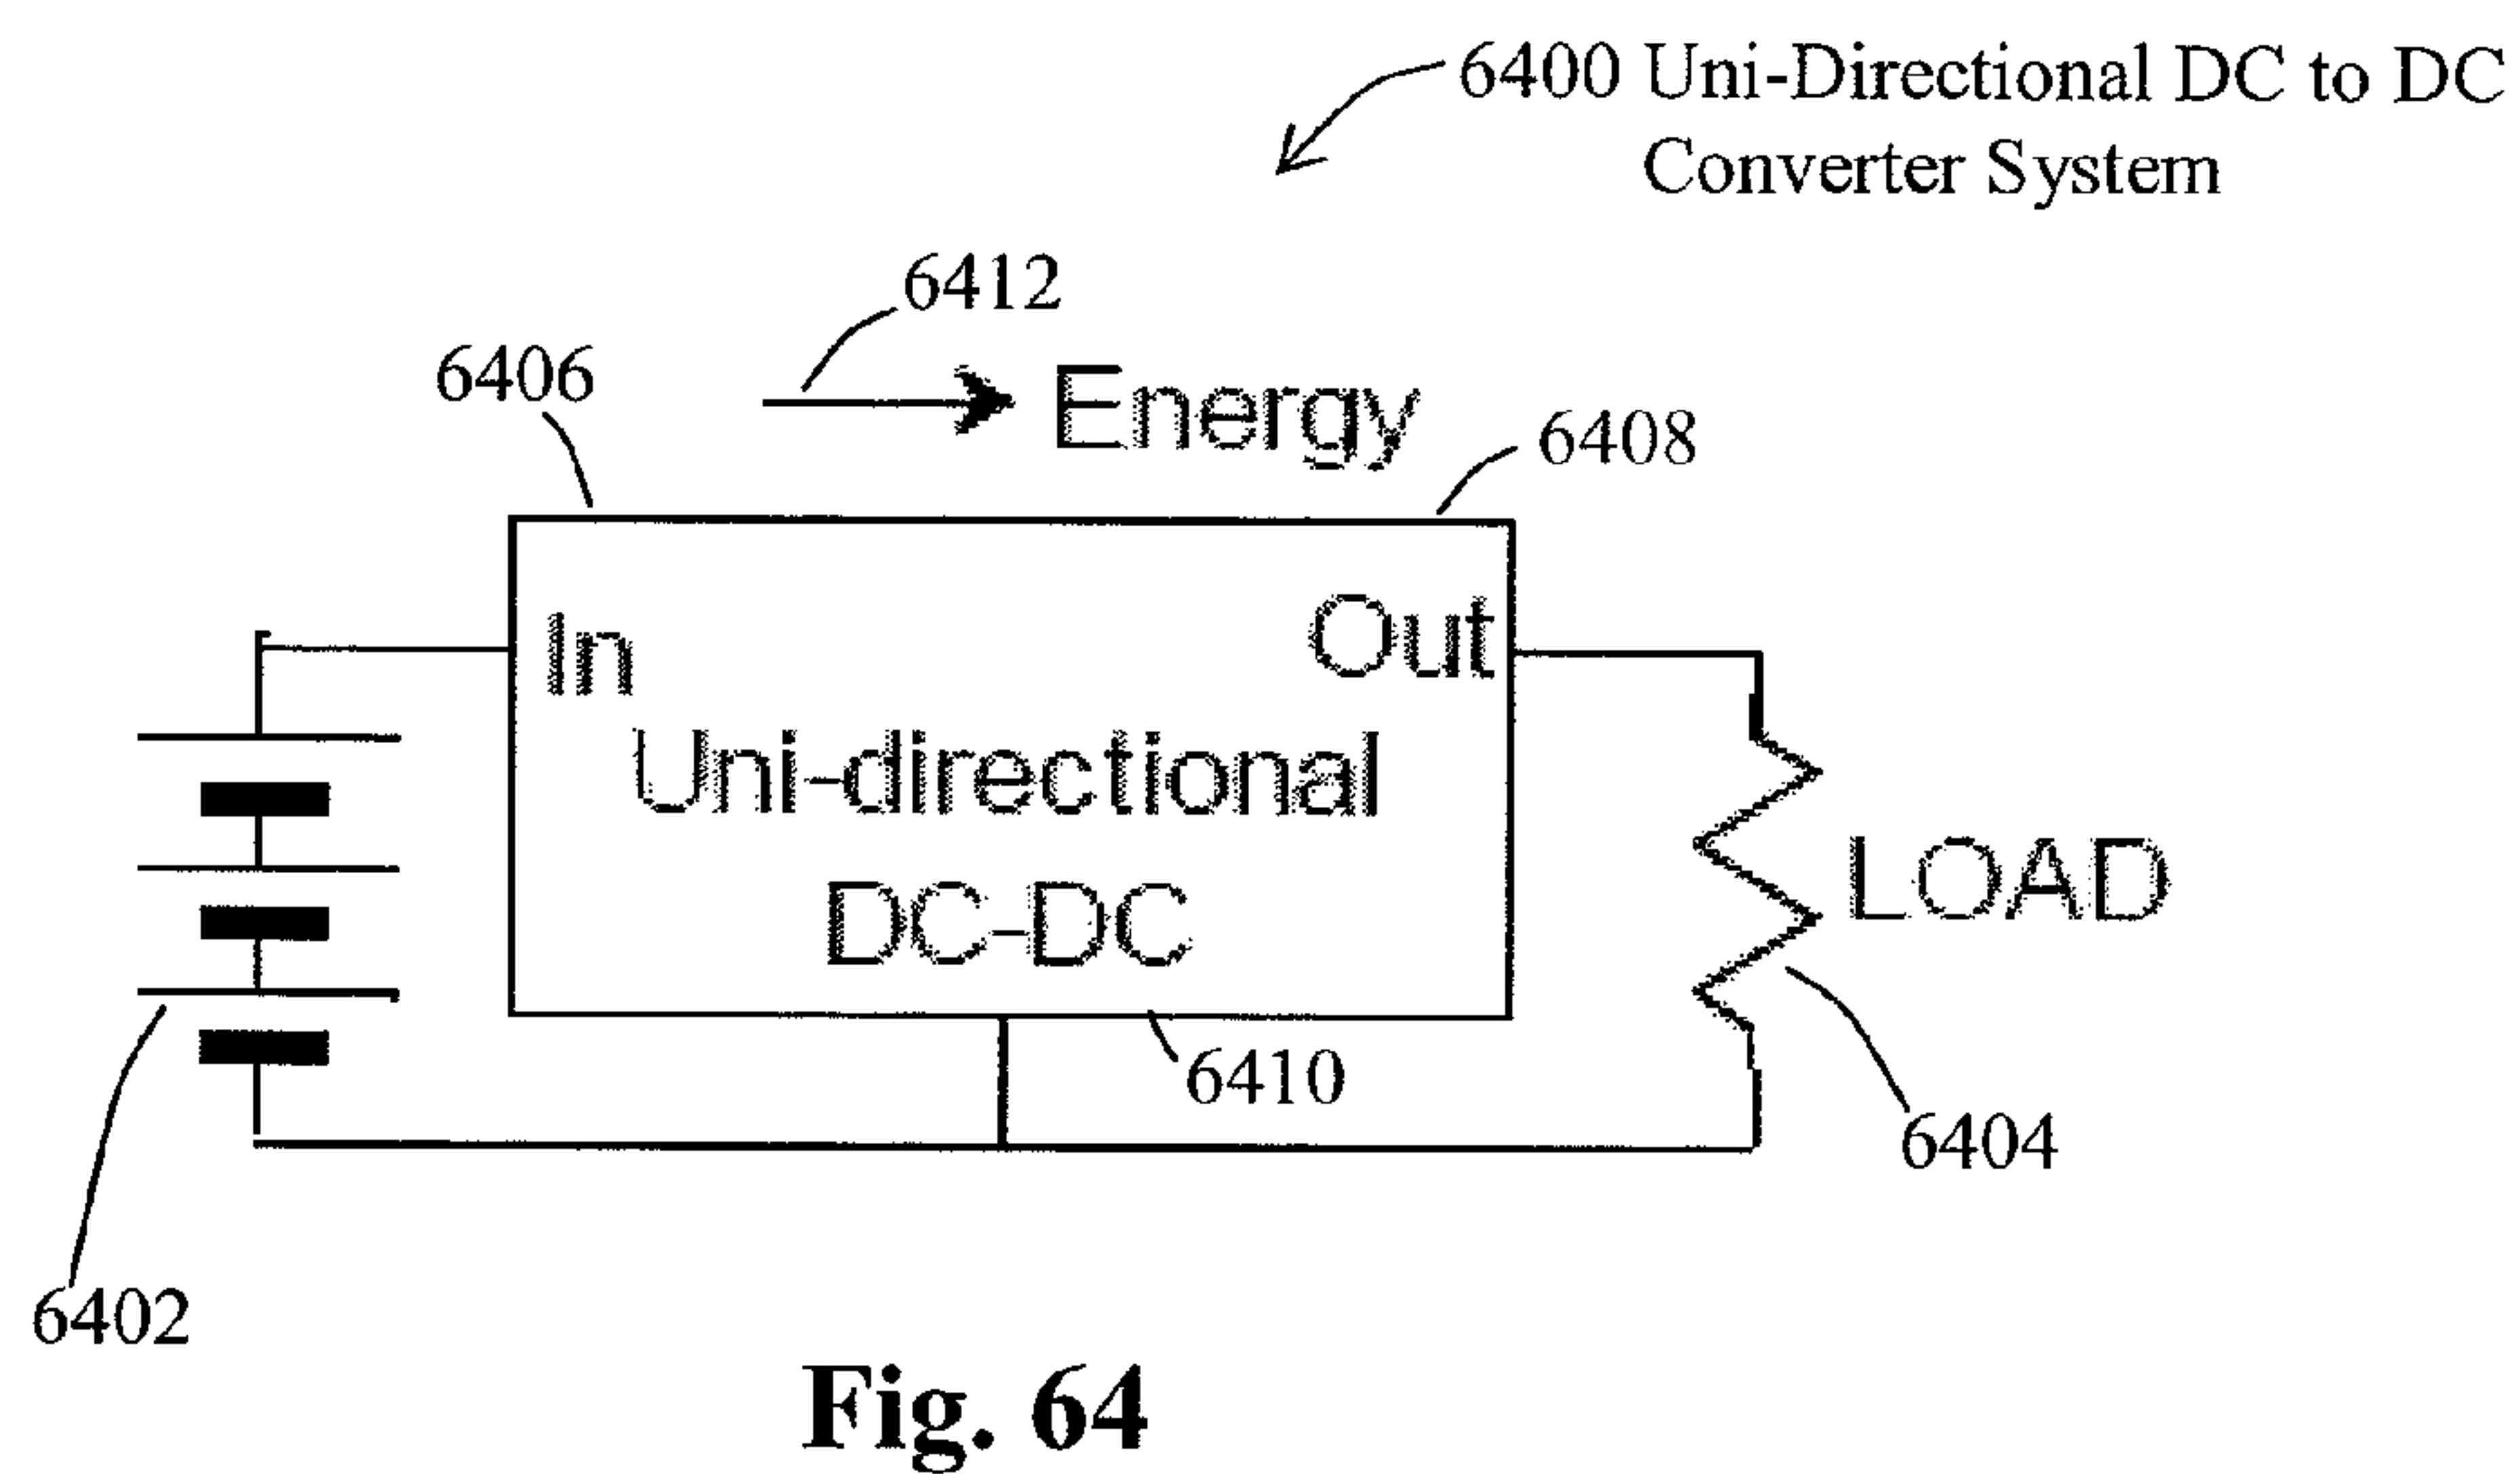 6400 Uni-Directional DC to DC
Converter System
6412
6406
Energy
6408
In
Out
Uni-directional
DC-DC
LOAD
6410
6404
6402
Fig. 64